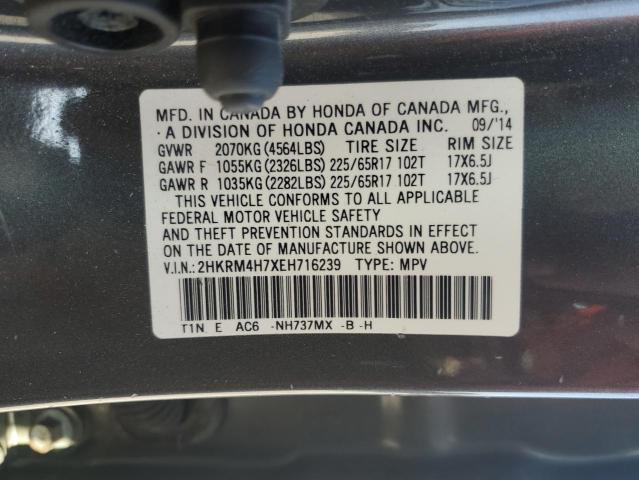 MFD. IN CANADA BY HONDA OF CANADA MFG.,
A DIVISION OF HONDA CANADA INC. 09/'14
GVWR 2070KG (4564LBS) TIRE SIZE RIM SIZE
GAWR F 1055KG (2326LBS) 225/65R17 102T 17X6.5J
GAWR R 1035KG (2282LBS) 225/65R17 102T 17X6.5J
THIS VEHICLE CONFORMS TO ALL APPLICABLE
FEDERAL MOTOR VEHICLE SAFETY
AND THEFT PREVENTION STANDARDS IN EFFECT
ON THE DATE OF MANUFACTURE SHOWN ABOVE.
V.I.N.: 2HKRM4H7XEH716239 TYPE: MPV
T1N E AC6 -NH737MX -B -H